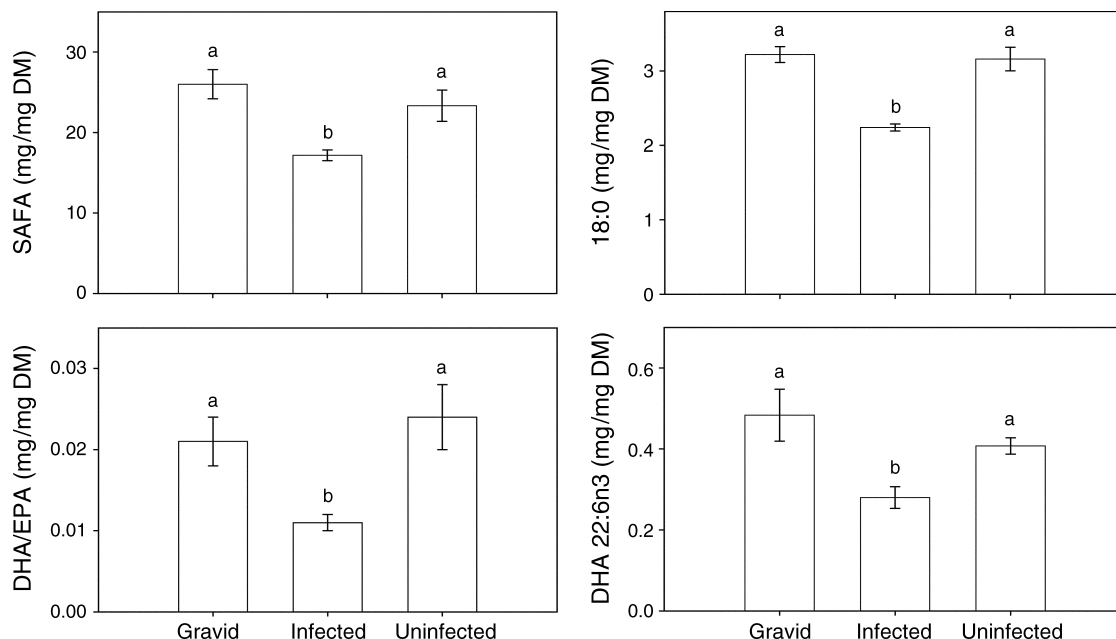 SAFA (mg/mg DM)
30
20
10
0
a
b
a
18:0 (mg/mg DM)
3
2
1
0
a
b
a
DHA/EPA (mg/mg DM)
0.03
0.02
0.01
0.00
a
b
a
Gravid Infected Uninfected
DHA 22:6n3 (mg/mg DM)
0.6
0.4
0.2
0.0
a
b
a
Gravid Infected Uninfected